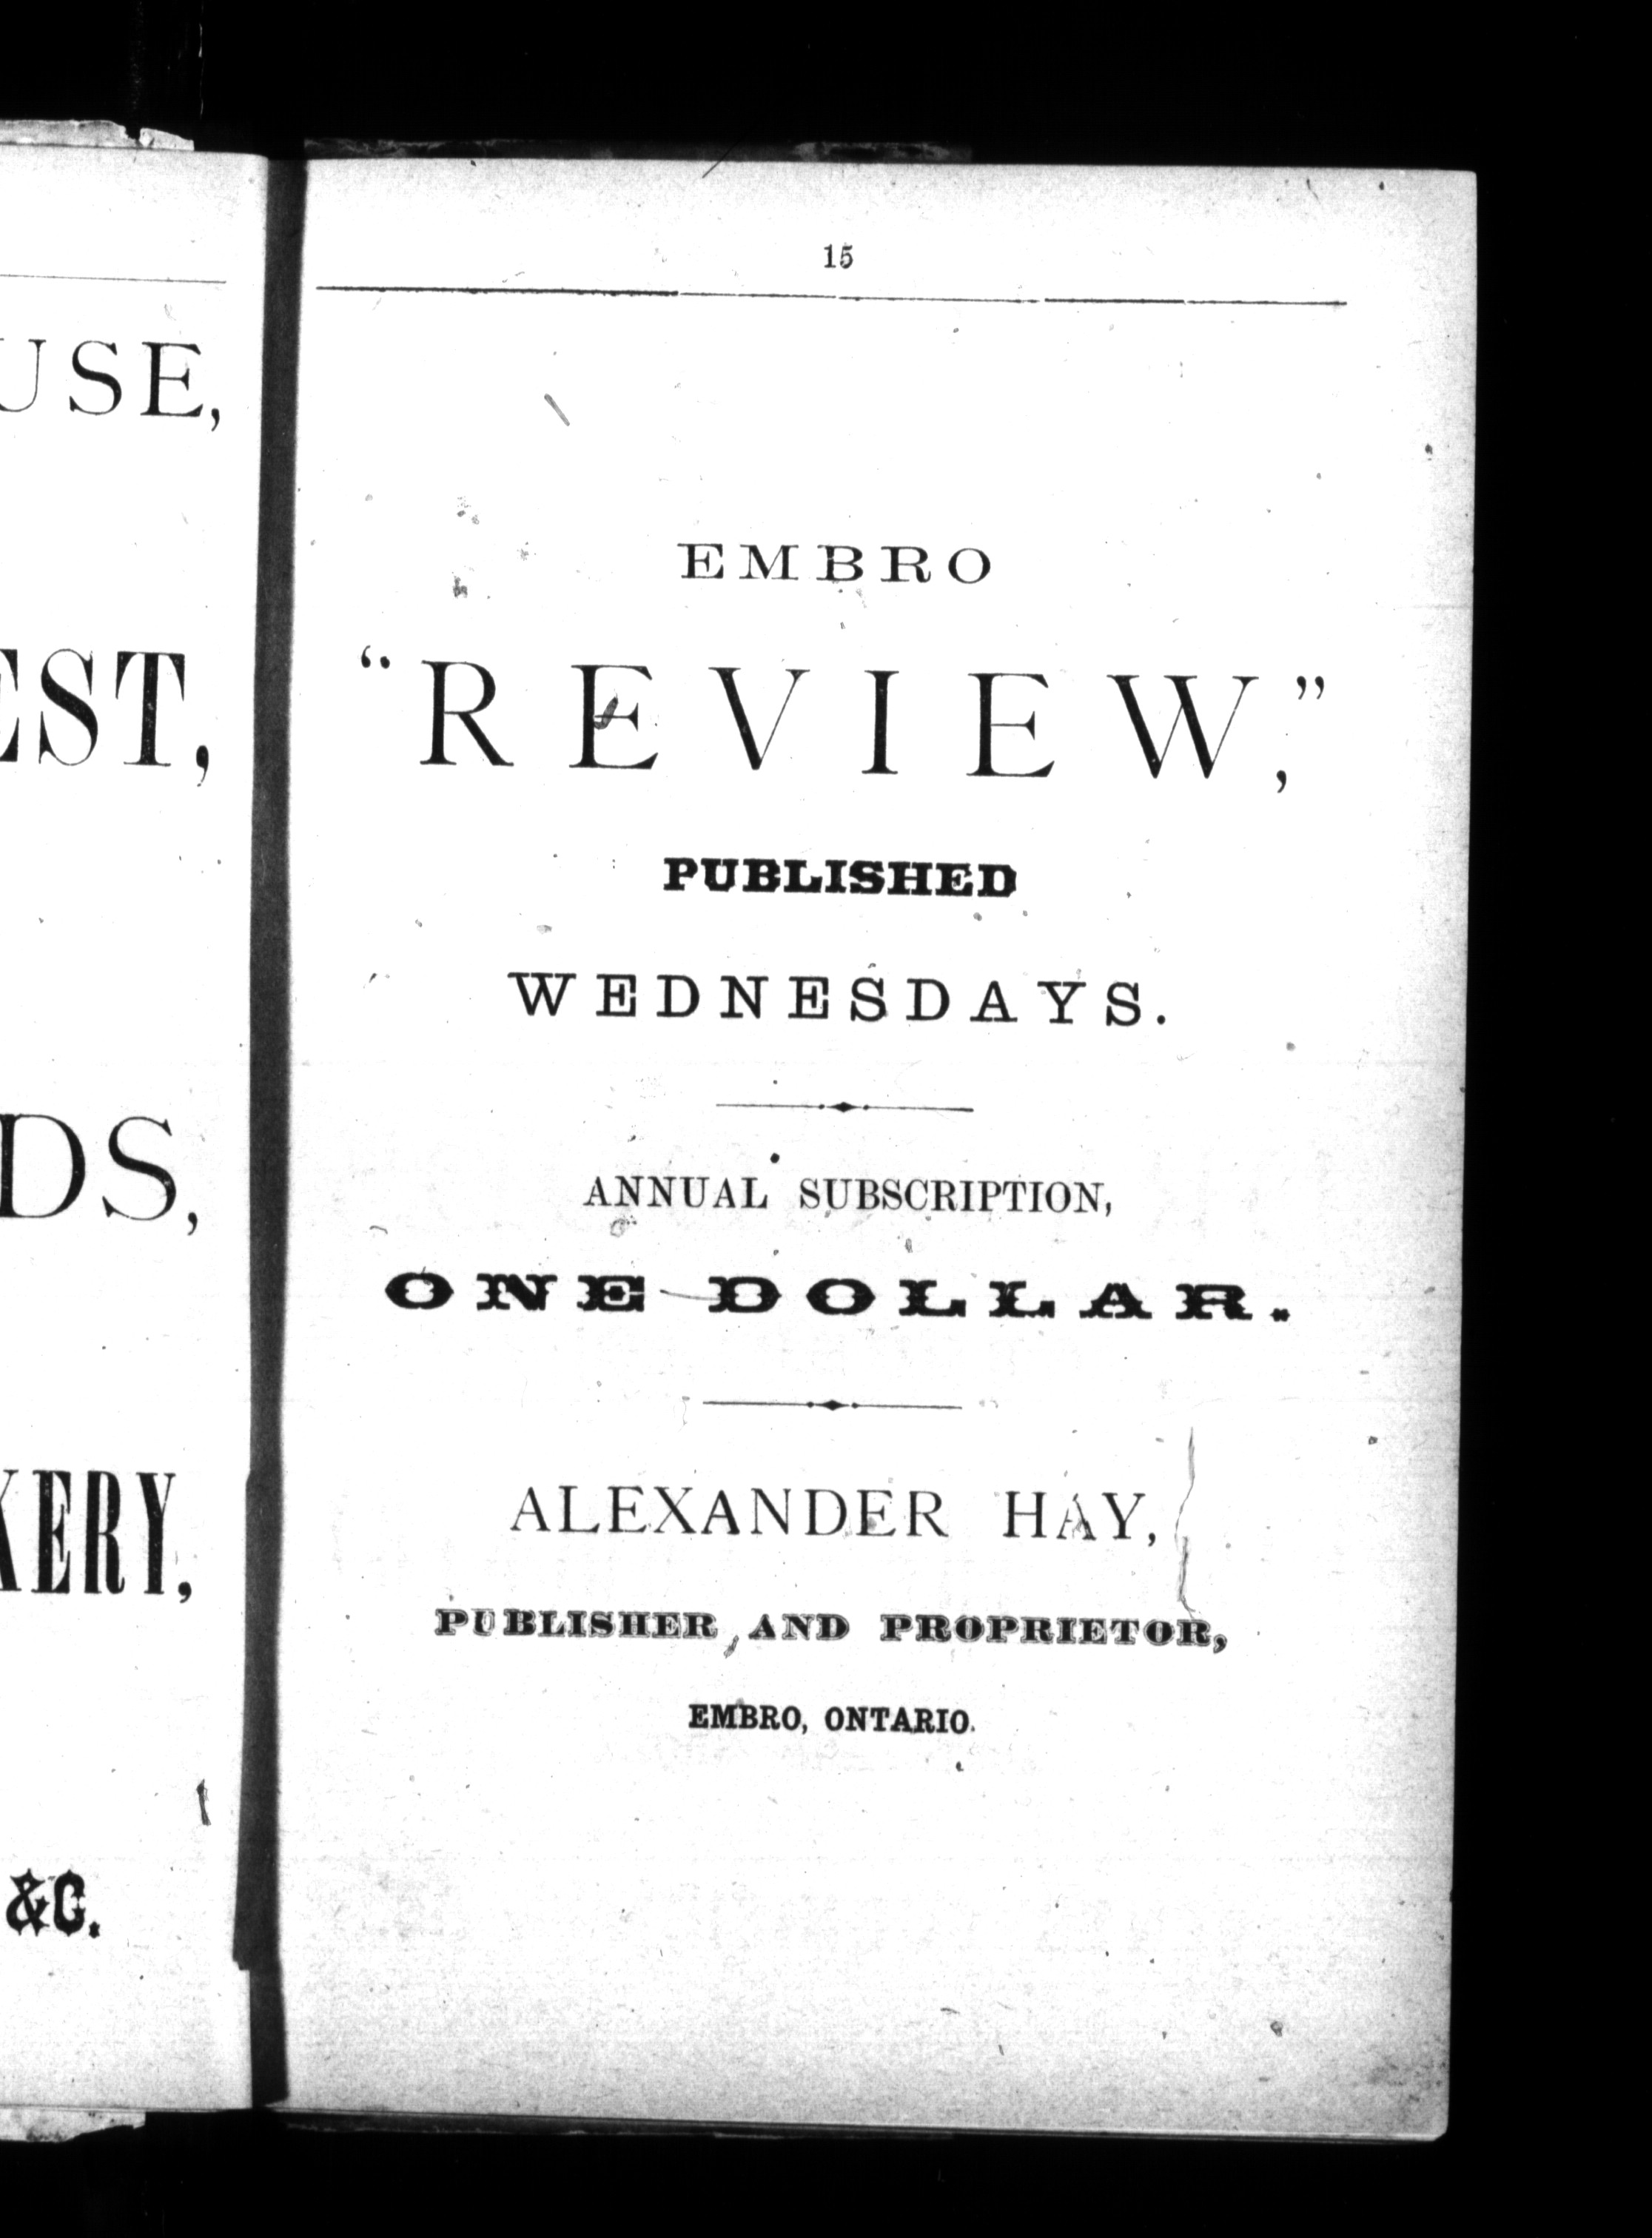 USE,
EST,
DS,
KERY,
&C.
15
EMBRO
"REVIEW,"
PUBLISHED
WEDNESDAYS.
ANNUAL SUBSCRIPTION,
ONE DOLLAR.
ALEXANDER HAY,
PUBLISHER AND PROPRIETOR,
EMBRO, ONTARIO.